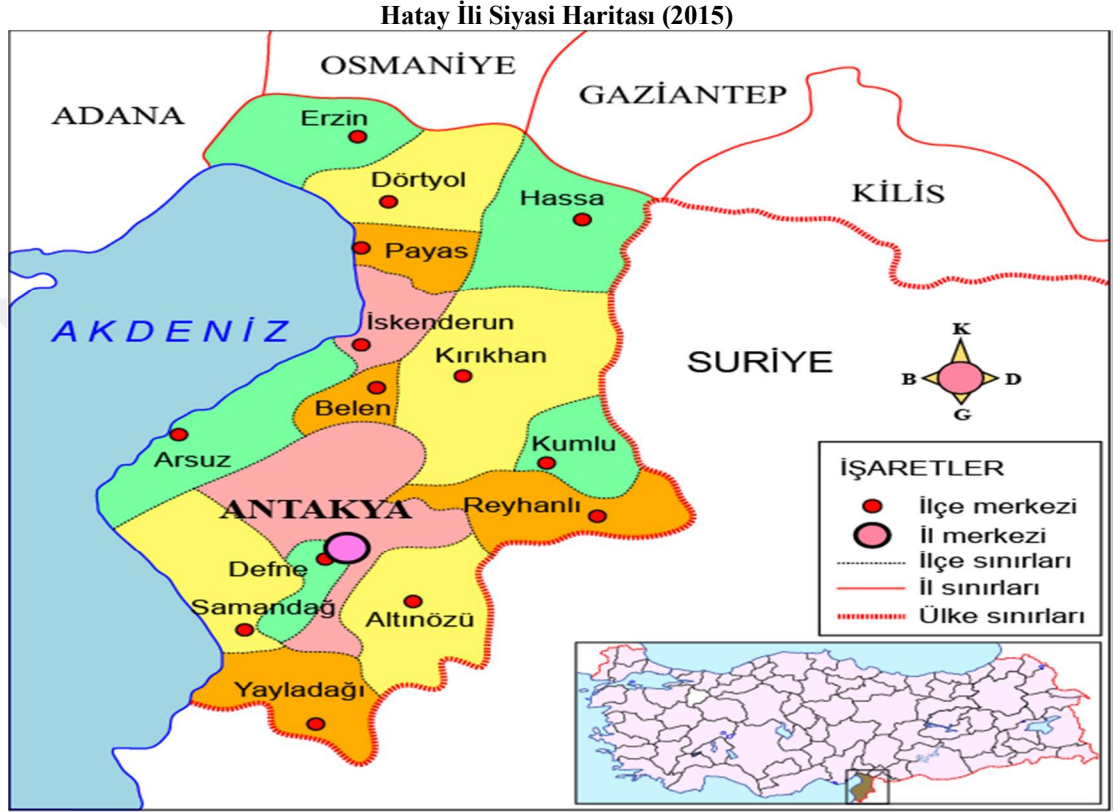 Hatay İli Siyasi Haritası (2015)
OSMANİYE
GAZİANTEP
ADANA
Erzin
Dörtyol
Hassa
KİLİS
Payas
AKDENİZ
İskenderun
Kırıkhan
SURİYE
K
B
D
G
Belen
Arsuz
Kumlu
ANTAKYA
Reyhanlı
Defne
Samandağ
Altınözü
Yayladağı
İŞARETLER
İlçe merkezi
İl merkezi
İlçe sınırları
İl sınırları
Ülke sınırları